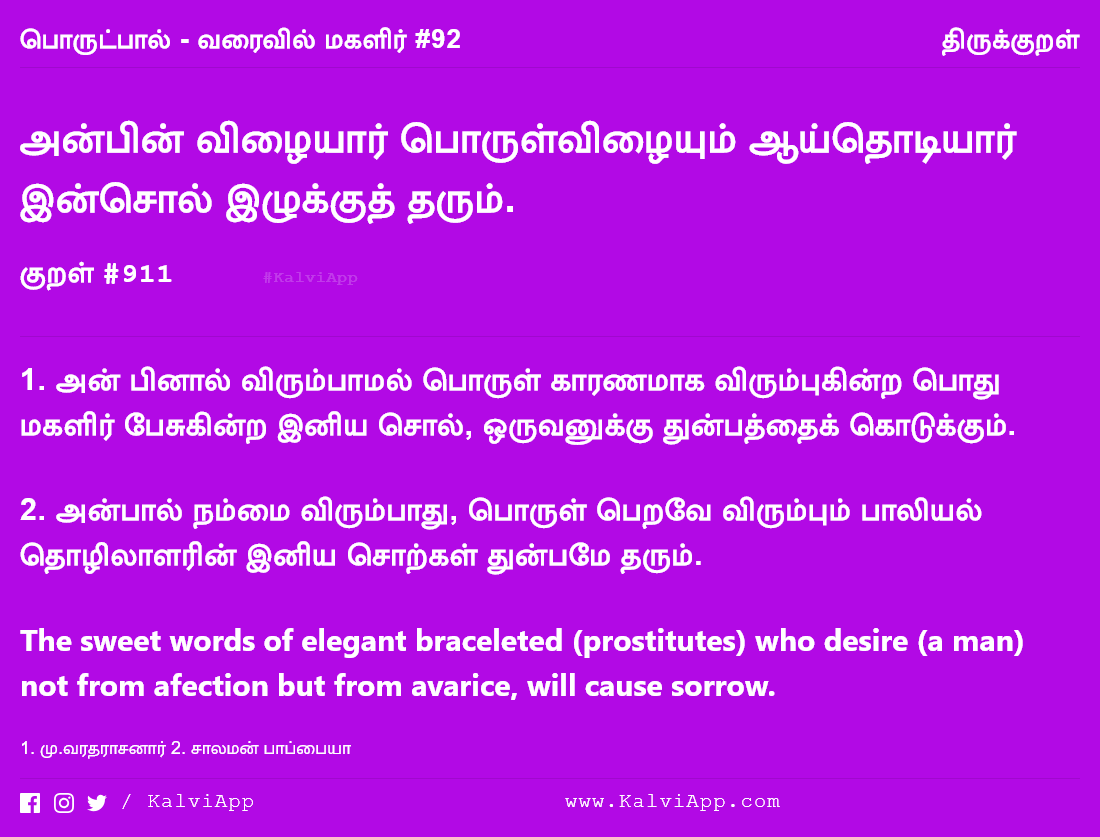 பொருட்பால் - வரைவில் மகளிர் #92
திருக்குறள்
அன்பின் விழையார் பொருள்விழையும் ஆய்தொடியார்
இன்சொல் இழுக்குத் தரும்.
குறள் #911
#KalviApp
1. அன் பினால் விரும்பாமல் பொருள் காரணமாக விரும்புகின்ற பொது
மகளிர் பேசுகின்ற இனிய சொல், ஒருவனுக்கு துன்பத்தைக் கொடுக்கும்.
2. அன்பால் நம்மை விரும்பாது, பொருள் பெறவே விரும்பும் பாலியல்
தொழிலாளரின் இனிய சொற்கள் துன்பமே தரும்.
The sweet words of elegant braceleted (prostitutes) who desire (a man)
not from afection but from avarice, will cause sorrow.
1. மு.வரதராசனார் 2. சாலமன் பாப்பையா
/ KalviApp
www.KalviApp.com